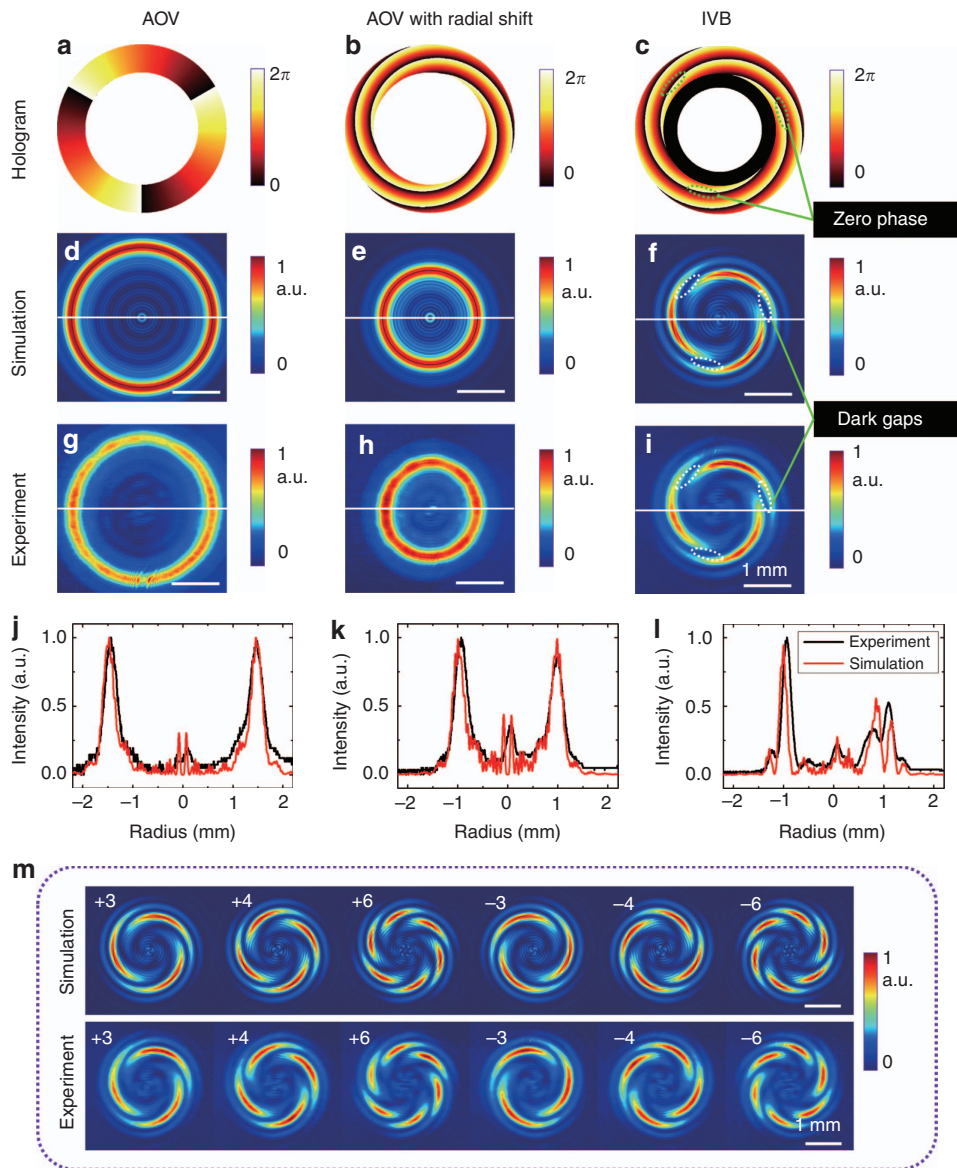 AOV
AOV with radial shift
IVB
Hologram
a
2π
0
b
2π
0
c
2π
0
Zero phase
Simulation
d
1
a.u.
0
e
1
a.u.
0
f
1
a.u.
0
Dark gaps
Experiment
g
1
a.u.
0
h
1
a.u.
0
i
1 mm
1
a.u.
0
j
Intensity (a.u.)
1.0
0.5
0.0
−2 −1 0 1 2
Radius (mm)
k
Intensity (a.u.)
1.0
0.5
0.0
−2 −1 0 1 2
Radius (mm)
l
Experiment
Simulation
Intensity (a.u.)
1.0
0.5
0.0
−2 −1 0 1 2
Radius (mm)
m
Simulation
+3 +4 +6 −3 −4 −6
Experiment
+3 +4 +6 −3 −4 −6
1 mm
1
a.u.
0